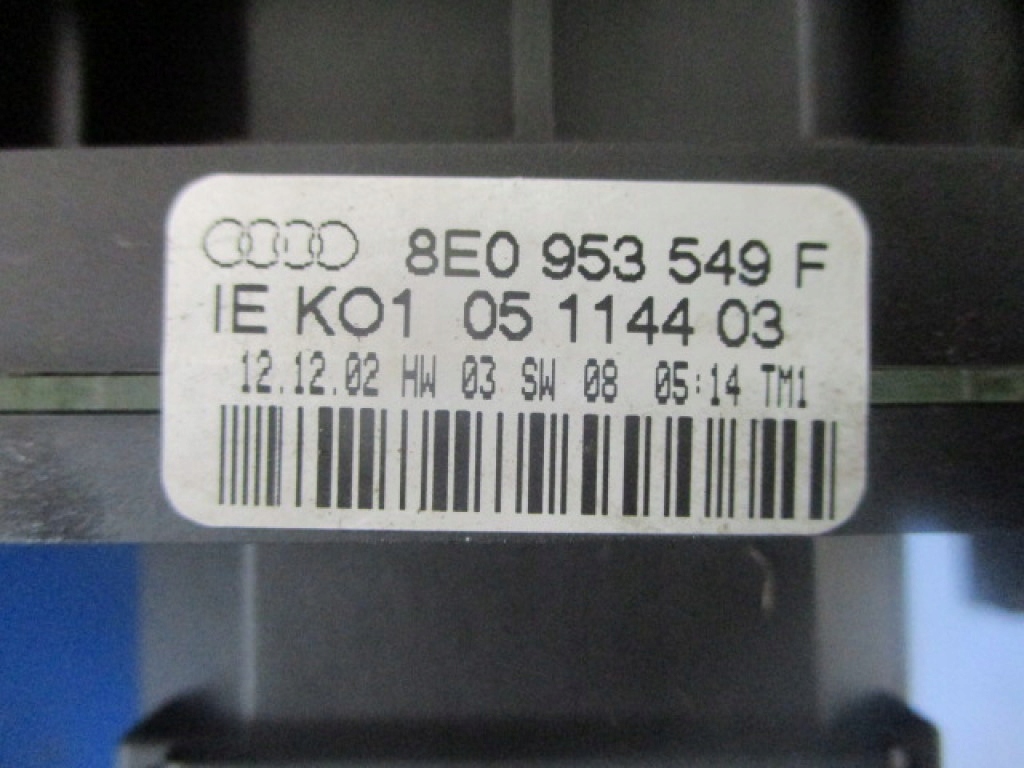 8E0 953 549 F
IE KO1 05 1144 03
12.12.02 HW 03 SW 08 05:14 TM1